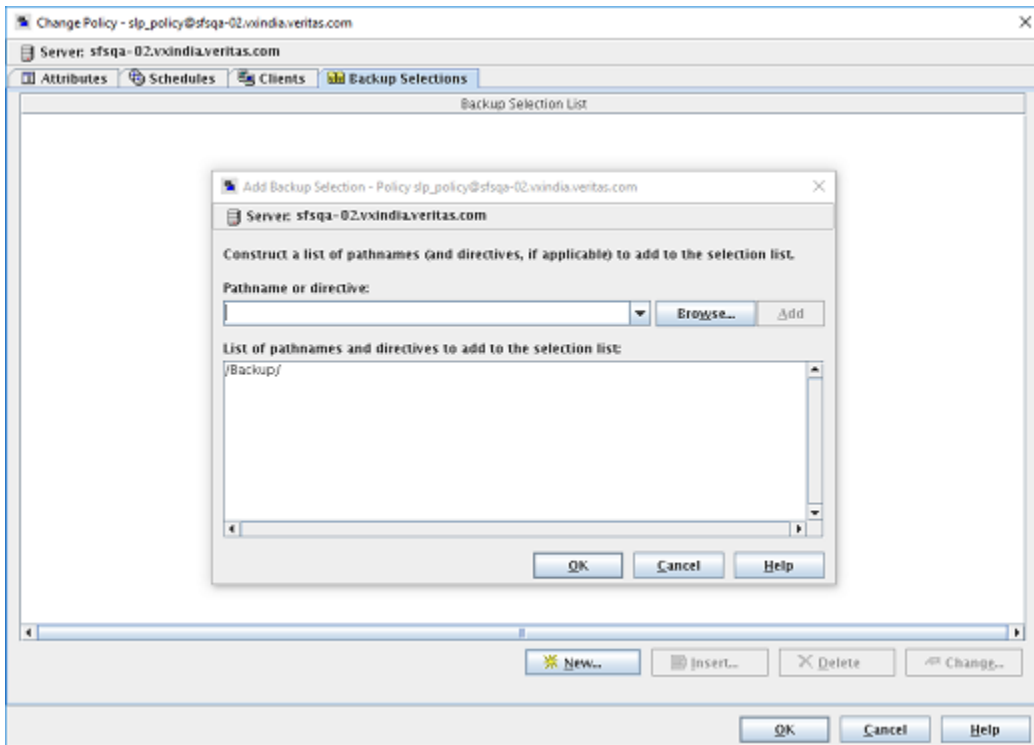 Change Policy - slp_policy@sfsqa-02.vxindia.veritas.com
Server: sfsqa-02.vxindia.veritas.com
Attributes Schedules Clients Backup Selections
Backup Selection List
Add Backup Selection - Policy slp_policy@sfsqa-02.vxindia.veritas.com
Server: sfsqa-02.vxindia.veritas.com
Construct a list of pathnames (and directives, if applicable) to add to the selection list.
Pathname or directive:
Browse... Add
List of pathnames and directives to add to the selection list:
/Backup/
OK Cancel Help
New... Insert... Delete Change...
OK Cancel Help